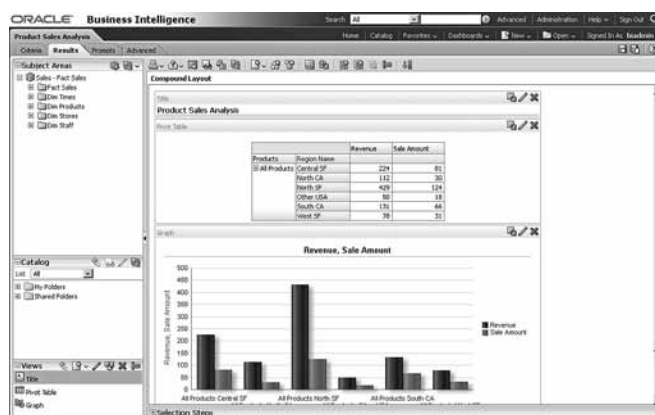 ORACLE Business Intelligence
Search All Advanced Administration Help Sign Out
Product Sales Analysis
Home Catalog Favorites Dashboards New Open Signed In As biadmin
Criteria Results Prompts Advanced
Subject Areas
Sales - Fact Sales
Fact Sales
Dim Times
Dim Products
Dim Stores
Dim Staff
Catalog
List All
My Folders
Shared Folders
Views
Title
Pivot Table
Graph
Compound Layout
Title
Product Sales Analysis
Pivot Table
Revenue Sale Amount
Products Region Name
All Products Central SF 224 81
North CA 112 30
North SF 429 124
Other USA 50 18
South CA 131 66
West SF 78 31
Graph
Revenue, Sale Amount
Revenue, Sale Amount
500
450
400
350
300
250
200
150
100
50
0
Revenue
Sale Amount
All Products Central SF All Products North SF All Products South CA
Selection Steps